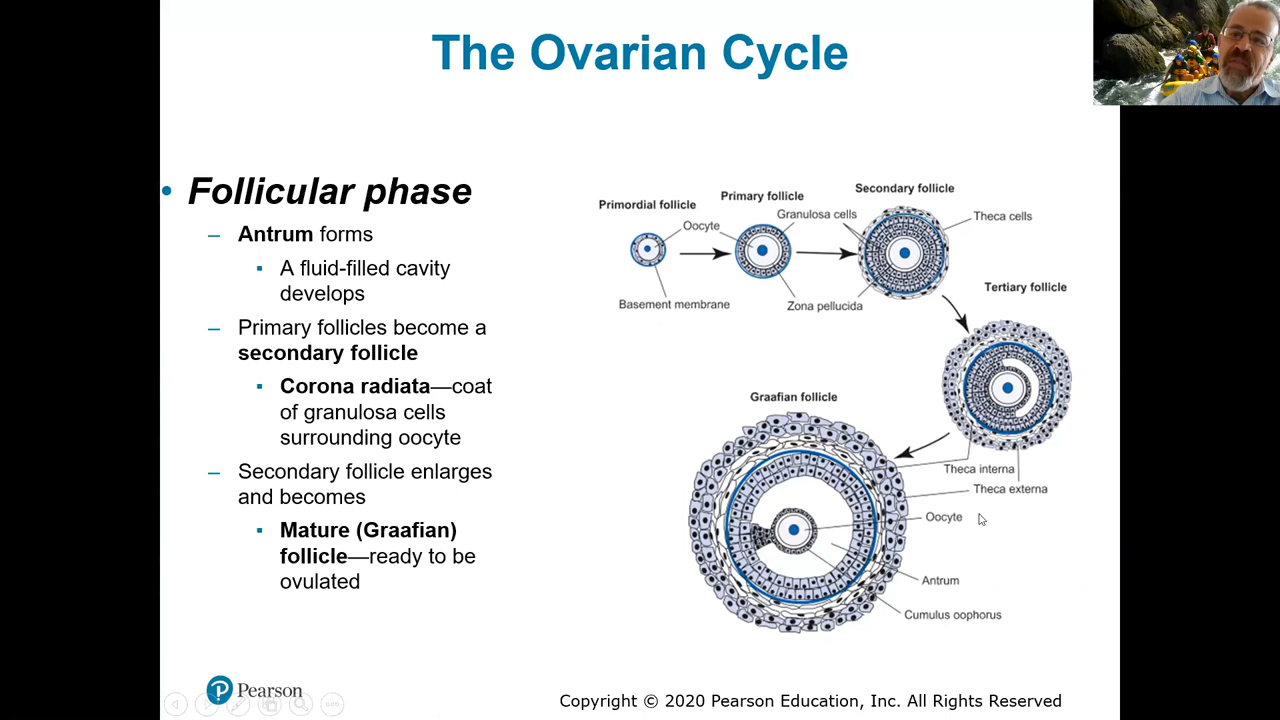 The Ovarian Cycle
• Follicular phase
– Antrum forms
▪ A fluid-filled cavity
develops
– Primary follicles become a
secondary follicle
▪ Corona radiata—coat
of granulosa cells
surrounding oocyte
– Secondary follicle enlarges
and becomes
▪ Mature (Graafian)
follicle—ready to be
ovulated
Primordial follicle
Primary follicle
Secondary follicle
Oocyte
Granulosa cells
Theca cells
Basement membrane
Zona pellucida
Tertiary follicle
Graafian follicle
Theca interna
Theca externa
Oocyte
Antrum
Cumulus oophorus
Pearson
Copyright © 2020 Pearson Education, Inc. All Rights Reserved